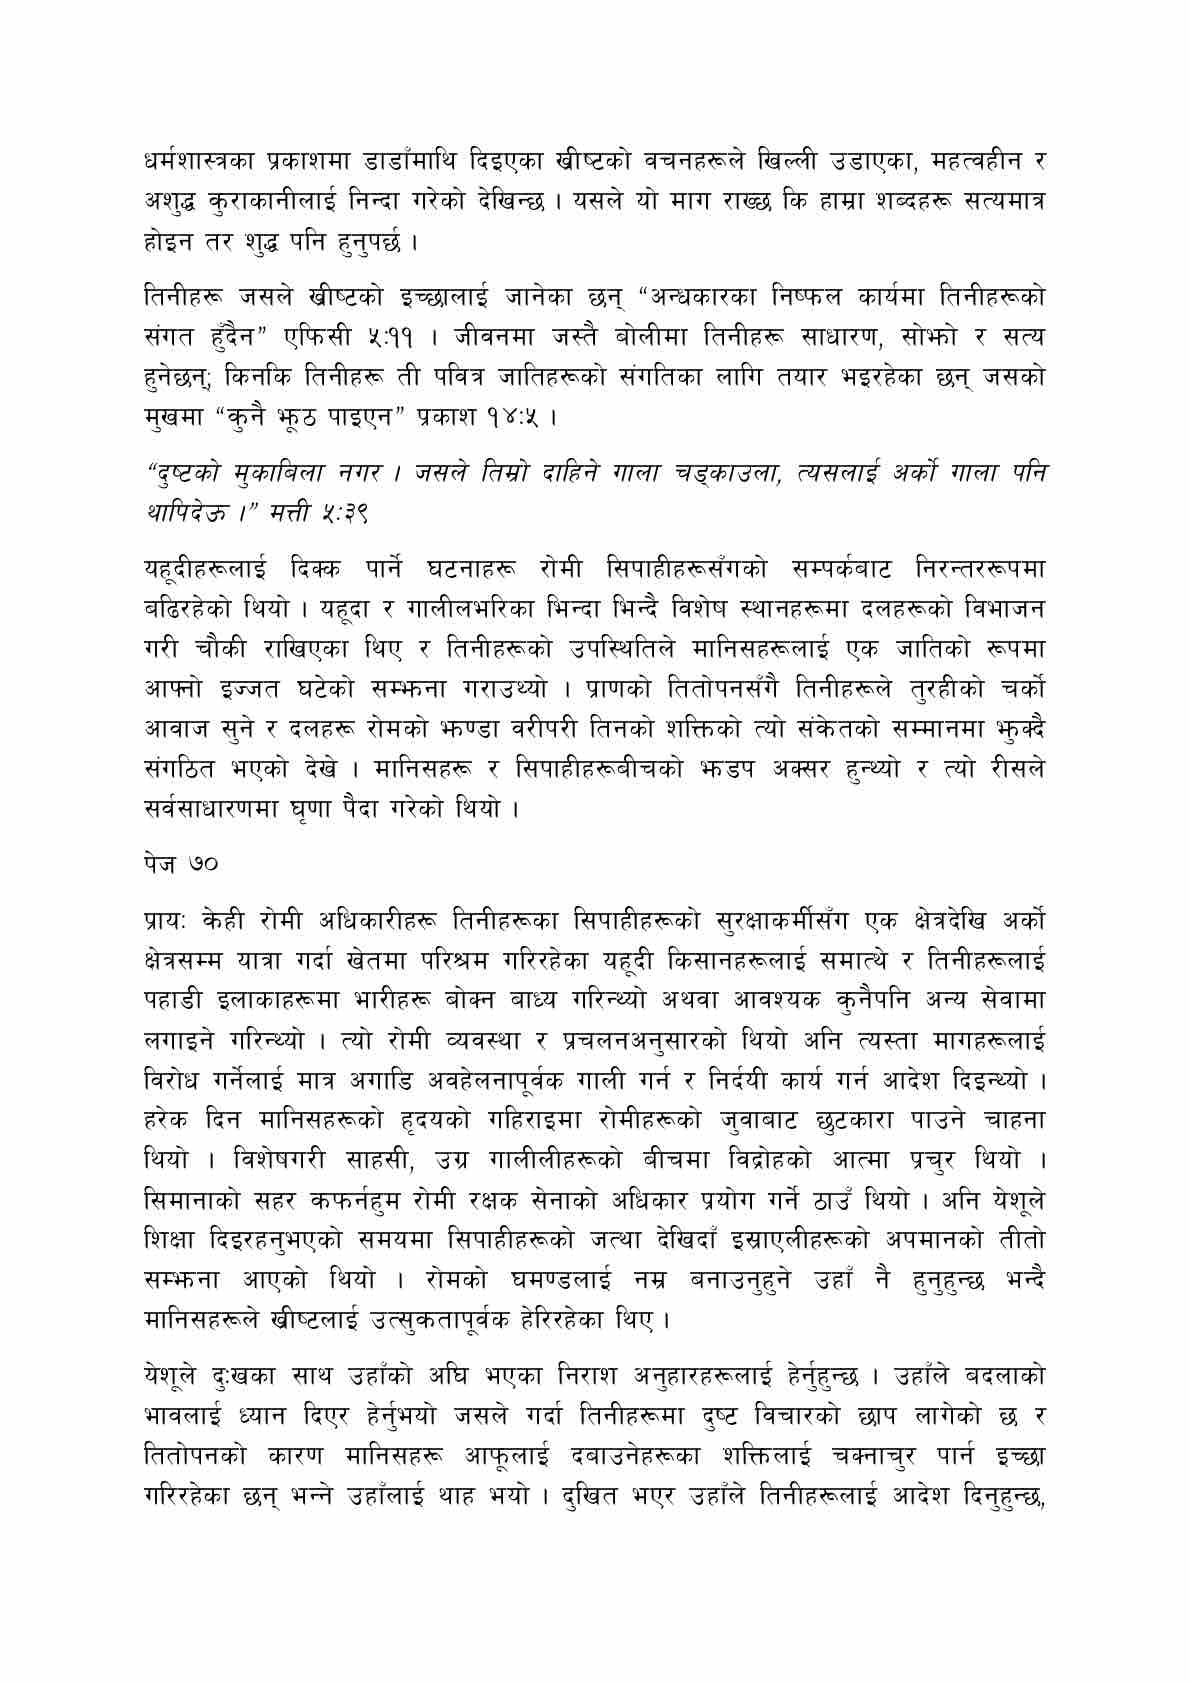 धर्मशास्त्रका प्रकाशमा डाडाँमाथि दिइएका ख्रीष्टको वचनहरूले खिल्ली उडाएका, महत्वहीन र
अशुद्ध कुराकानीलाई निन्दा गरेको देखिन्छ । यसले यो माग राख्छ कि हाम्रा शब्दहरू सत्यमात्र
होइन तर शुद्ध पनि हुनुपर्छ ।
तिनीहरू जसले ख्रीष्टको इच्छालाई जानेका छन् “अन्धकारका निष्फल कार्यमा तिनीहरूको
संगत हुँदैन” एफिसी ५:११ । जीवनमा जस्तै बोलीमा तिनीहरू साधारण, सोझो र सत्य
हुनेछन्; किनकि तिनीहरू ती पवित्र जातिहरूको संगतिका लागि तयार भइरहेका छन् जसको
मुखमा “कुनै झूठ पाइएन” प्रकाश १४:५ ।
“दुष्टको मुकाबिला नगर । जसले तिम्रो दाहिने गाला चड्काउला, त्यसलाई अर्को गाला पनि
थापिदेऊ ।” मत्ती ५:३९
यहूदीहरूलाई दिक्क पार्ने घटनाहरू रोमी सिपाहीहरूसँगको सम्पर्कबाट निरन्तररूपमा
बढिरहेको थियो । यहूदा र गालीलभरिका भिन्दा भिन्दै विशेष स्थानहरूमा दलहरूको विभाजन
गरी चौकी राखिएका थिए र तिनीहरूको उपस्थितिले मानिसहरूलाई एक जातिको रूपमा
आफ्नो इज्जत घटेको सम्झना गराउथ्यो । प्राणको तितोपनसँगै तिनीहरूले तुरहीको चर्को
आवाज सुने र दलहरू रोमको झण्डा वरीपरी तिनको शक्तिको त्यो संकेतको सम्मानमा झुक्दै
संगठित भएको देखे । मानिसहरू र सिपाहीहरूबीचको झडप अक्सर हुन्थ्यो र त्यो रीसले
सर्वसाधारणमा घृणा पैदा गरेको थियो ।
पेज ७०
प्रायः केही रोमी अधिकारीहरू तिनीहरूका सिपाहीहरूको सुरक्षाकर्मीसँग एक क्षेत्रदेखि अर्को
क्षेत्रसम्म यात्रा गर्दा खेतमा परिश्रम गरिरहेका यहूदी किसानहरूलाई समात्थे र तिनीहरूलाई
पहाडी इलाकाहरूमा भारीहरू बोक्न बाध्य गरिन्थ्यो अथवा आवश्यक कुनैपनि अन्य सेवामा
लगाइने गरिन्थ्यो । त्यो रोमी व्यवस्था र प्रचलनअनुसारको थियो अनि त्यस्ता मागहरूलाई
विरोध गर्नेलाई मात्र अगाडि अवहेलनापूर्वक गाली गर्न र निर्दयी कार्य गर्न आदेश दिइन्थ्यो ।
हरेक दिन मानिसहरूको हृदयको गहिराइमा रोमीहरूको जुवाबाट छुटकारा पाउने चाहना
थियो । विशेषगरी साहसी, उग्र गालीलीहरूको बीचमा विद्रोहको आत्मा प्रचुर थियो ।
सिमानाको सहर कफर्नहुम रोमी रक्षक सेनाको अधिकार प्रयोग गर्ने ठाउँ थियो । अनि येशूले
शिक्षा दिइरहनुभएको समयमा सिपाहीहरूको जत्था देखिदाँ इस्राएलीहरूको अपमानको तीतो
सम्झना आएको थियो । रोमको घमण्डलाई नम्र बनाउनुहुने उहाँ नै हुनुहुन्छ भन्दै
मानिसहरूले ख्रीष्टलाई उत्सुकतापूर्वक हेरिरहेका थिए ।
येशूले दुःखका साथ उहाँको अघि भएका निराश अनुहारहरूलाई हेर्नुहुन्छ । उहाँले बदलाको
भावलाई ध्यान दिएर हेर्नुभयो जसले गर्दा तिनीहरूमा दुष्ट विचारको छाप लागेको छ र
तितोपनको कारण मानिसहरू आफूलाई दबाउनेहरूका शक्तिलाई चक्नाचुर पार्न इच्छा
गरिरहेका छन् भन्ने उहाँलाई थाह भयो । दुखित भएर उहाँले तिनीहरूलाई आदेश दिनुहुन्छ,